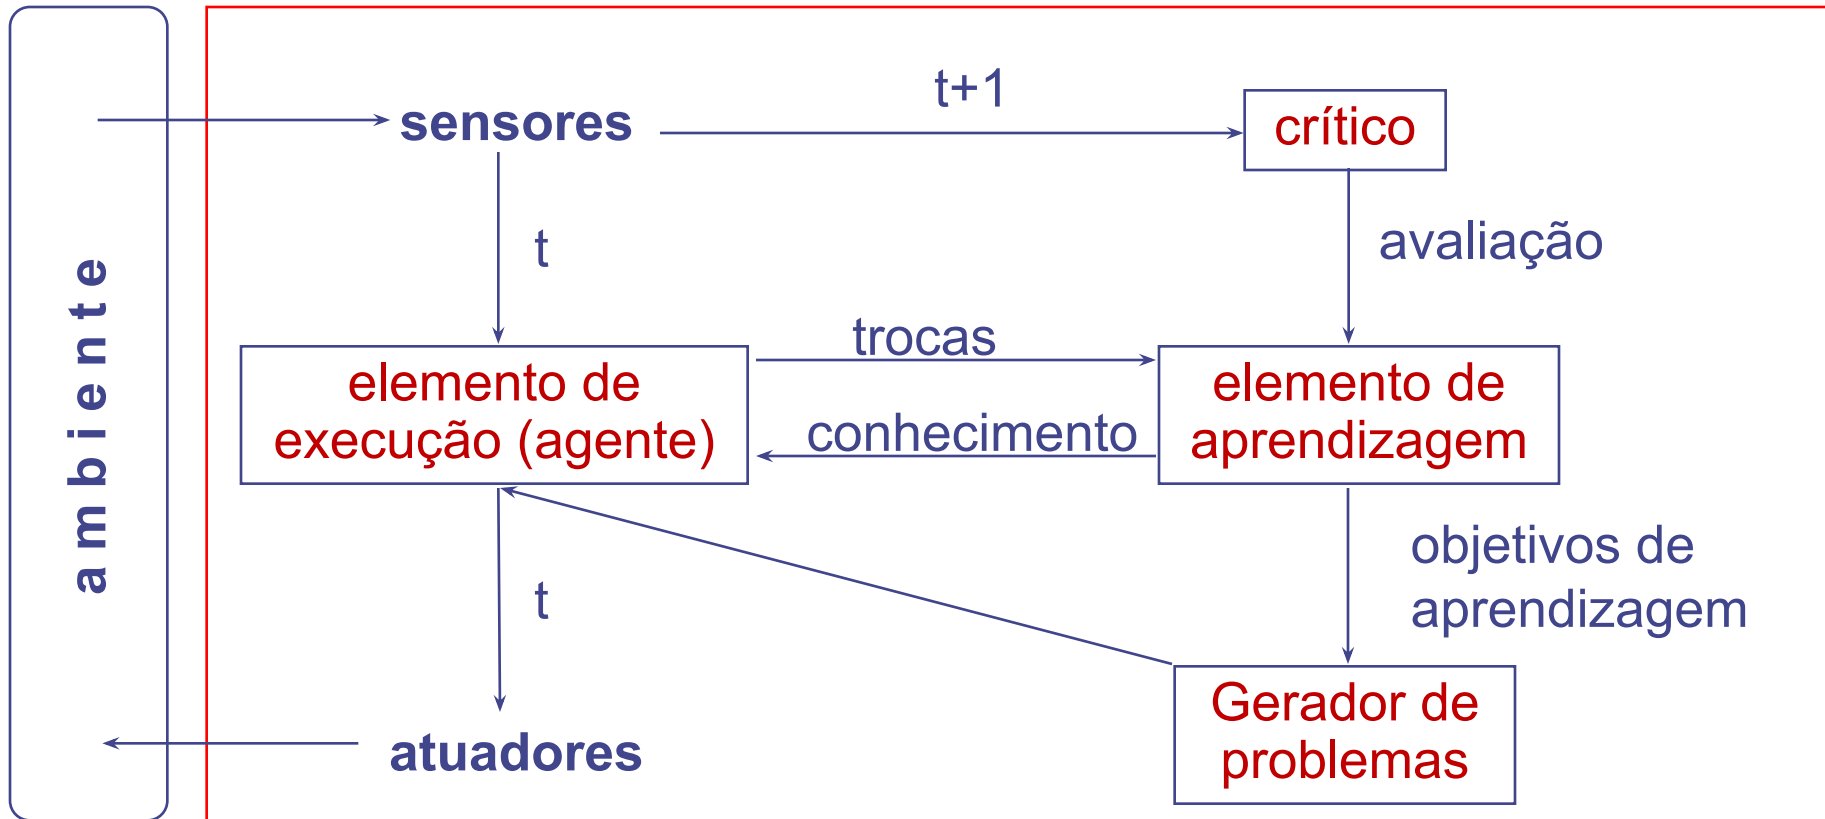 ambiente
sensores
t+1
crítico
t
avaliação
elemento de
execução (agente)
trocas
conhecimento
elemento de
aprendizagem
t
objetivos de
aprendizagem
atuadores
Gerador de
problemas